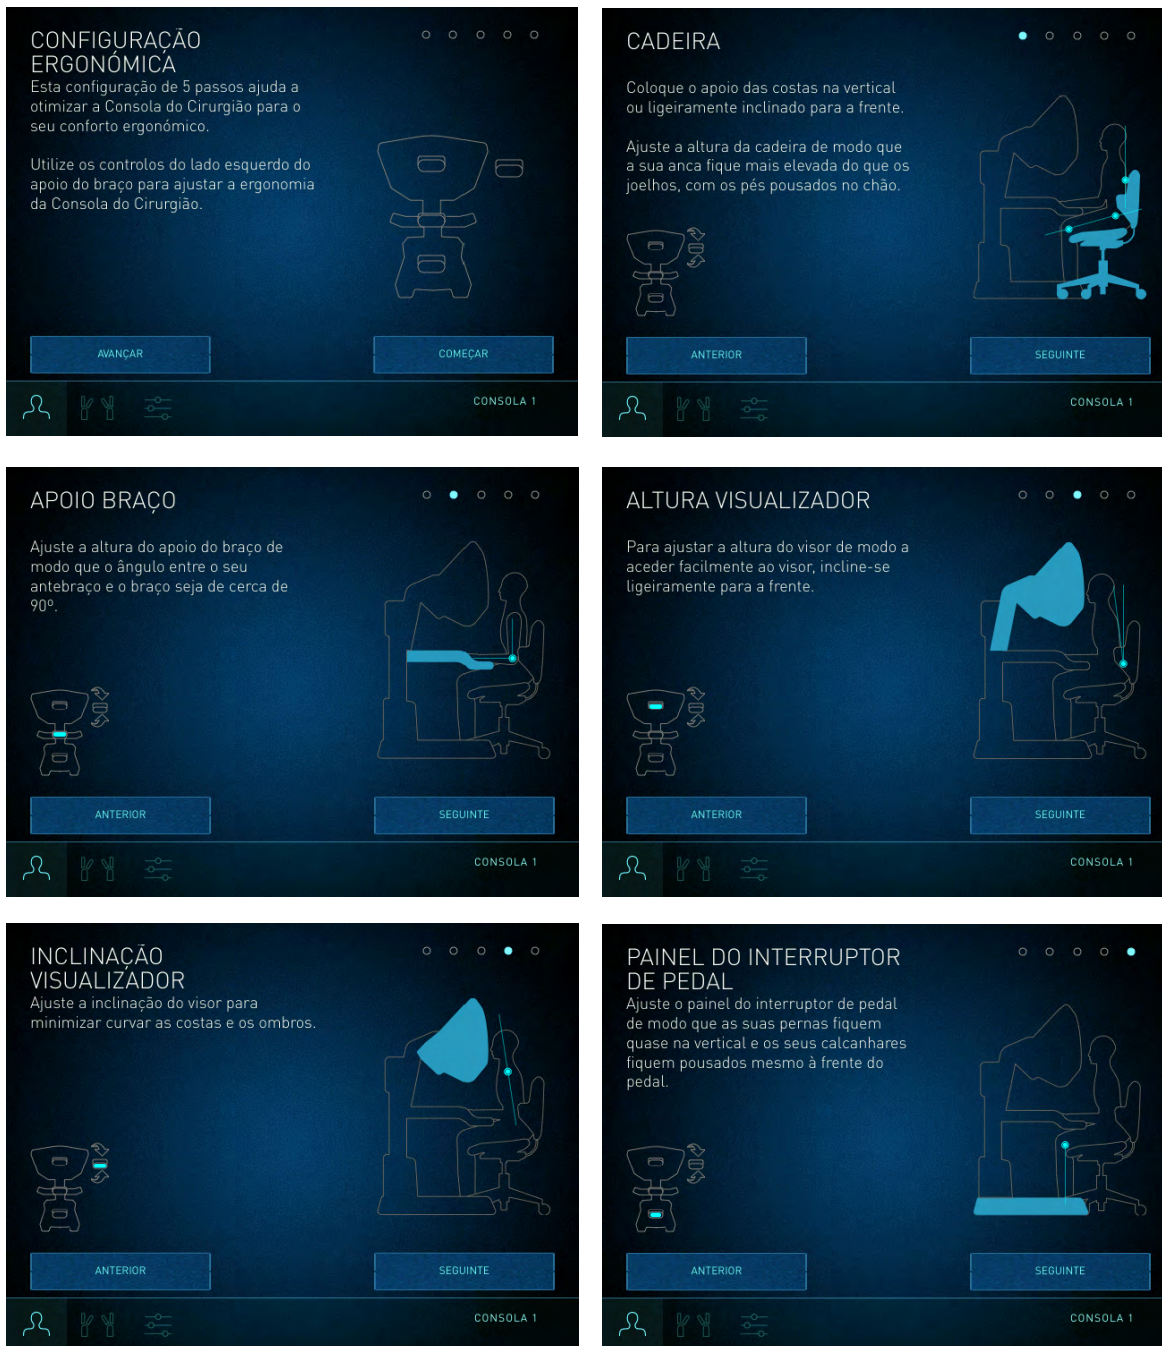 CONFIGURAÇÃO
ERGONÓMICA
Esta configuração de 5 passos ajuda a
otimizar a Consola do Cirurgião para o
seu conforto ergonómico.
Utilize os controlos do lado esquerdo do
apoio do braço para ajustar a ergonomia
da Consola do Cirurgião.
AVANÇAR
COMEÇAR
CONSOLA 1
CADEIRA
Coloque o apoio das costas na vertical
ou ligeiramente inclinado para a frente.
Ajuste a altura da cadeira de modo que
a sua anca fique mais elevada do que os
joelhos, com os pés pousados no chão.
ANTERIOR
SEGUINTE
CONSOLA 1
APOIO BRAÇO
Ajuste a altura do apoio do braço de
modo que o ângulo entre o seu
antebraço e o braço seja de cerca de
90º.
ANTERIOR
SEGUINTE
CONSOLA 1
ALTURA VISUALIZADOR
Para ajustar a altura do visor de modo a
aceder facilmente ao visor, incline-se
ligeiramente para a frente.
ANTERIOR
SEGUINTE
CONSOLA 1
INCLINAÇÃO
VISUALIZADOR
Ajuste a inclinação do visor para
minimizar curvar as costas e os ombros.
ANTERIOR
SEGUINTE
CONSOLA 1
PAINEL DO INTERRUPTOR
DE PEDAL
Ajuste o painel do interruptor de pedal
de modo que as suas pernas fiquem
quase na vertical e os seus calcanhares
fiquem pousados mesmo à frente do
pedal.
ANTERIOR
SEGUINTE
CONSOLA 1